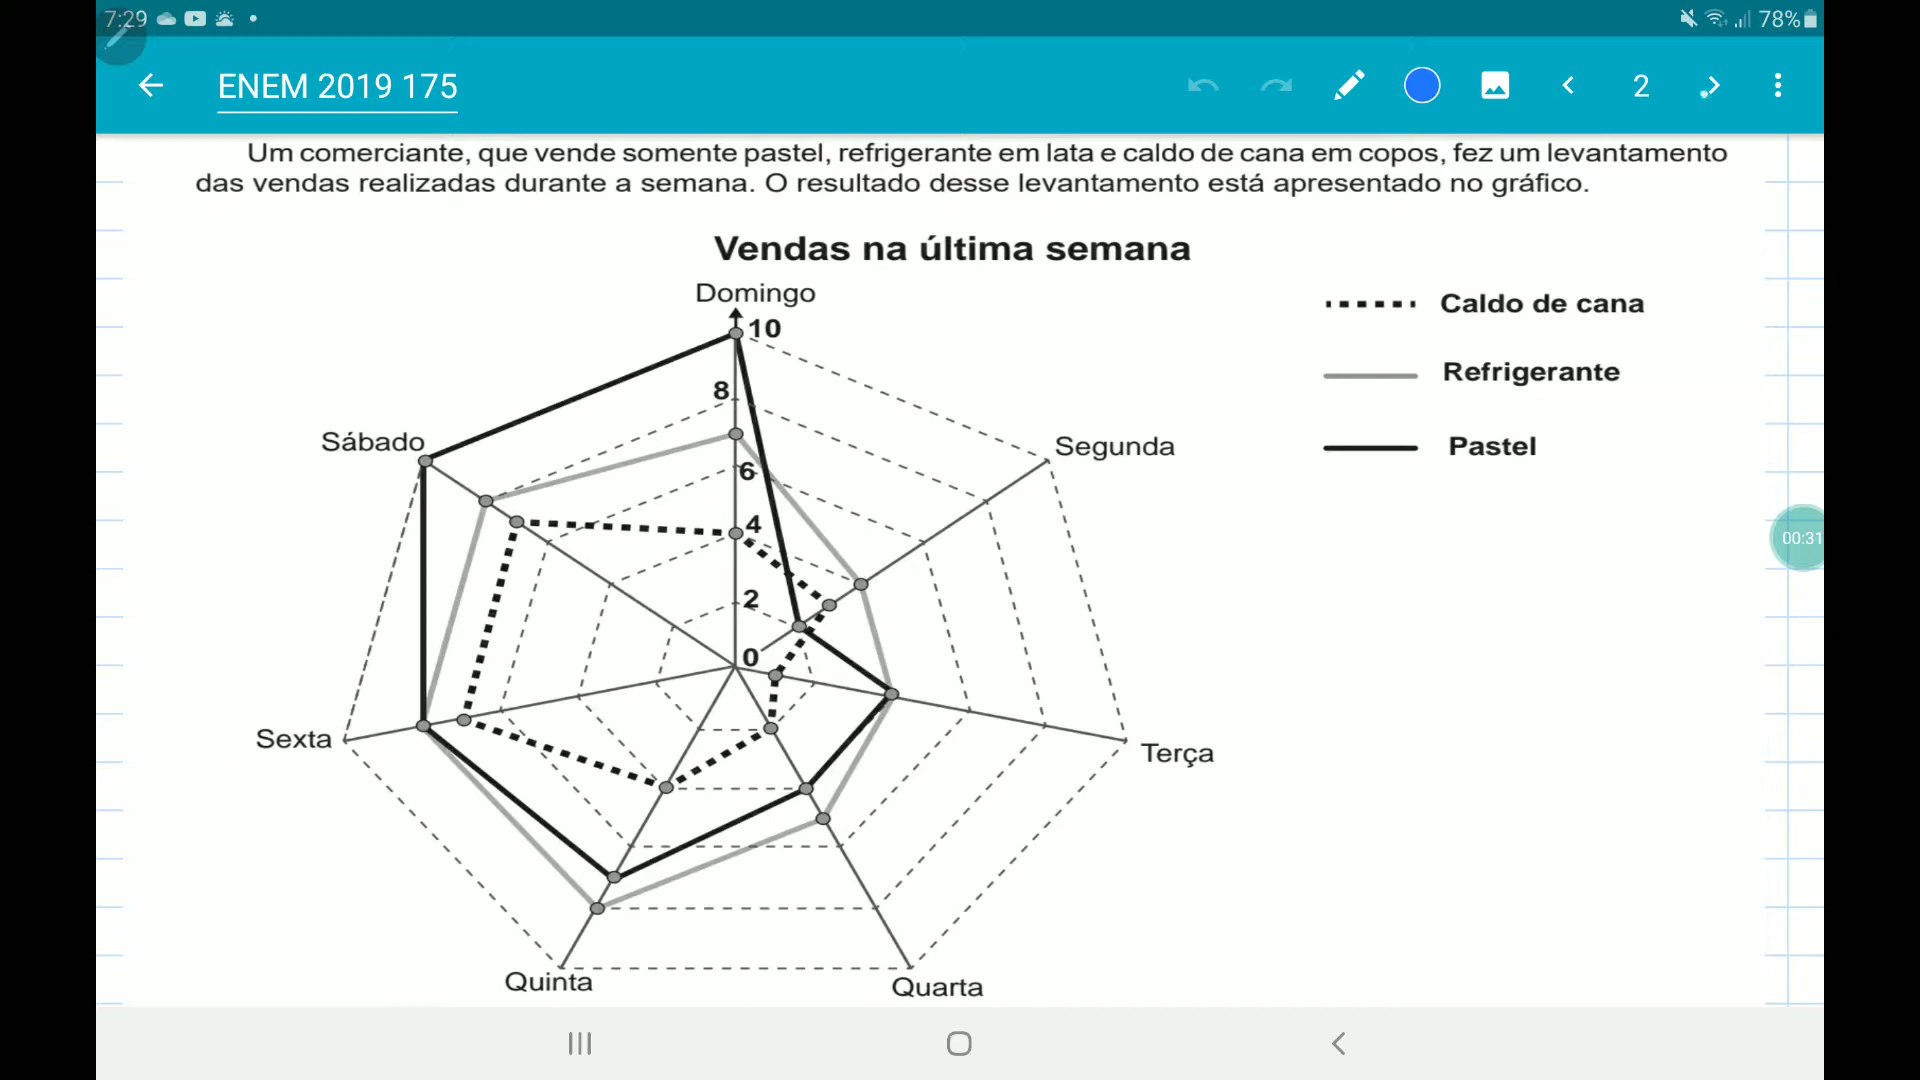 7:29
78%
ENEM 2019 175
2
Um comerciante, que vende somente pastel, refrigerante em lata e caldo de cana em copos, fez um levantamento
das vendas realizadas durante a semana. O resultado desse levantamento está apresentado no gráfico.
Vendas na última semana
Domingo
10
8
6
4
2
0
Segunda
Terça
Quarta
Quinta
Sexta
Sábado
Caldo de cana
Refrigerante
Pastel
00:31